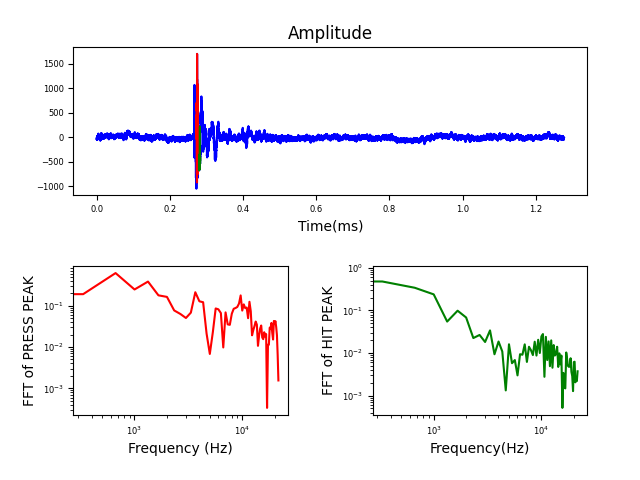 Amplitude
1500
1000
500
0
−500
−1000
0.0 0.2 0.4 0.6 0.8 1.0 1.2
Time(ms)
FFT of PRESS PEAK
10⁻¹
10⁻²
10⁻³
10³ 10⁴
Frequency (Hz)
FFT of HIT PEAK
10⁰
10⁻¹
10⁻²
10⁻³
10³ 10⁴
Frequency(Hz)